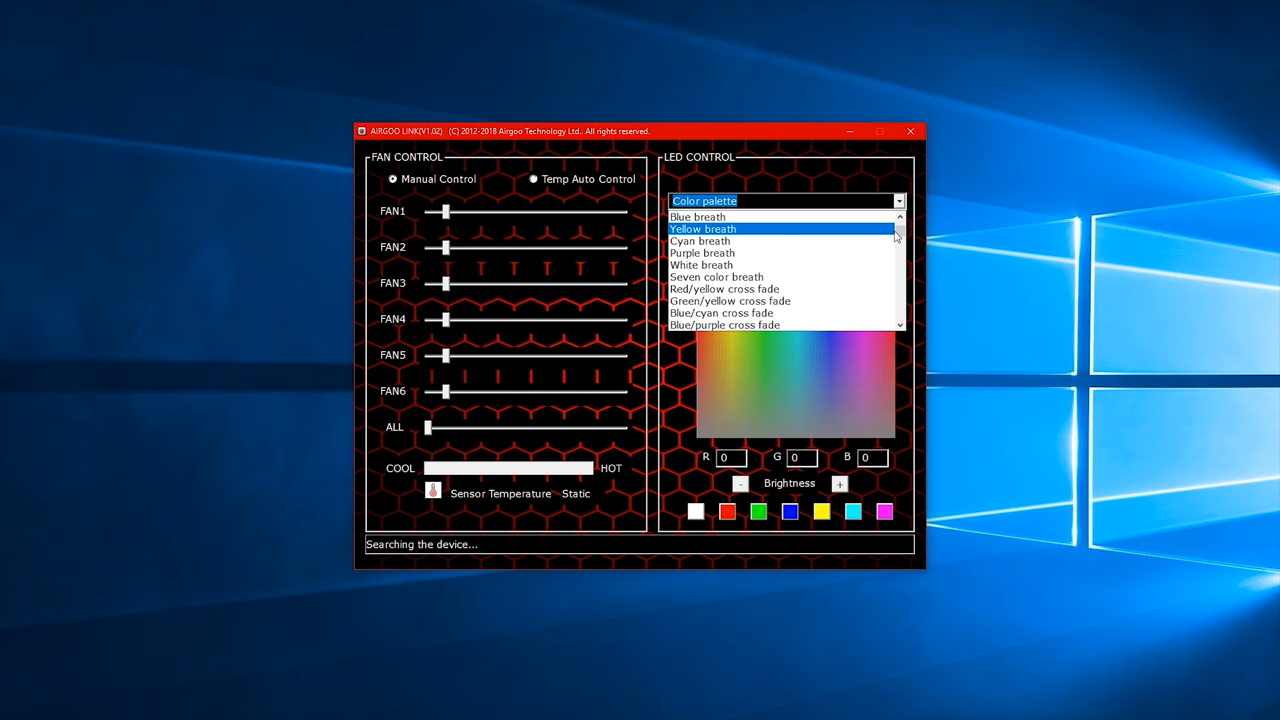 AIRGOO LINK(V1.02) (C) 2012-2018 Airgoo Technology Ltd.. All rights reserved.
FAN CONTROL
Manual Control
Temp Auto Control
FAN1
FAN2
FAN3
FAN4
FAN5
FAN6
ALL
COOL
HOT
Sensor Temperature Static
LED CONTROL
Color palette
Blue breath
Yellow breath
Cyan breath
Purple breath
White breath
Seven color breath
Red/yellow cross fade
Green/yellow cross fade
Blue/cyan cross fade
Blue/purple cross fade
R 0 G 0 B 0
- Brightness +
Searching the device...